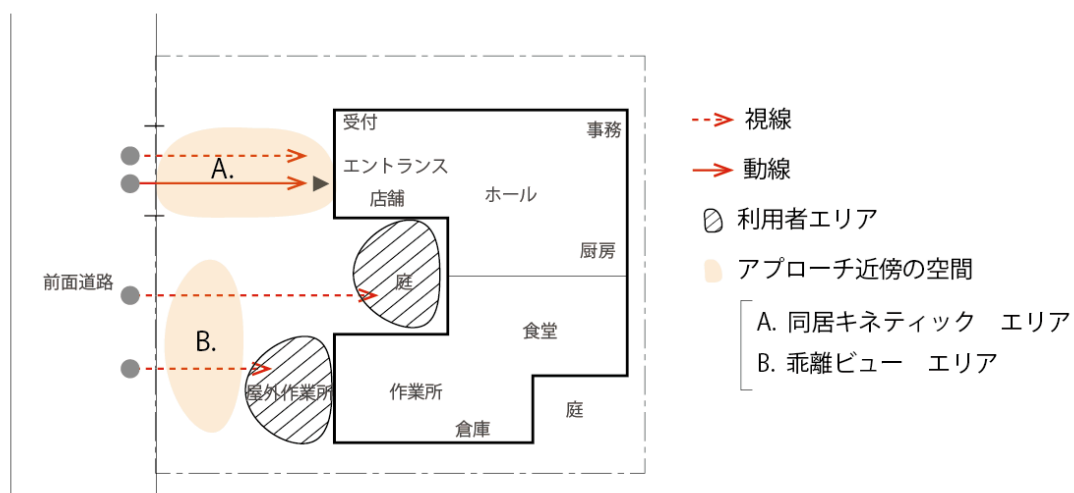 受付
事務
エントランス
A.
店舗
ホール
前面道路
庭
厨房
B.
食堂
屋外作業所
作業所
庭
倉庫
視線
動線
利用者エリア
アプローチ近傍の空間
A. 同居キネティック　エリア
B. 乖離ビュー　エリア